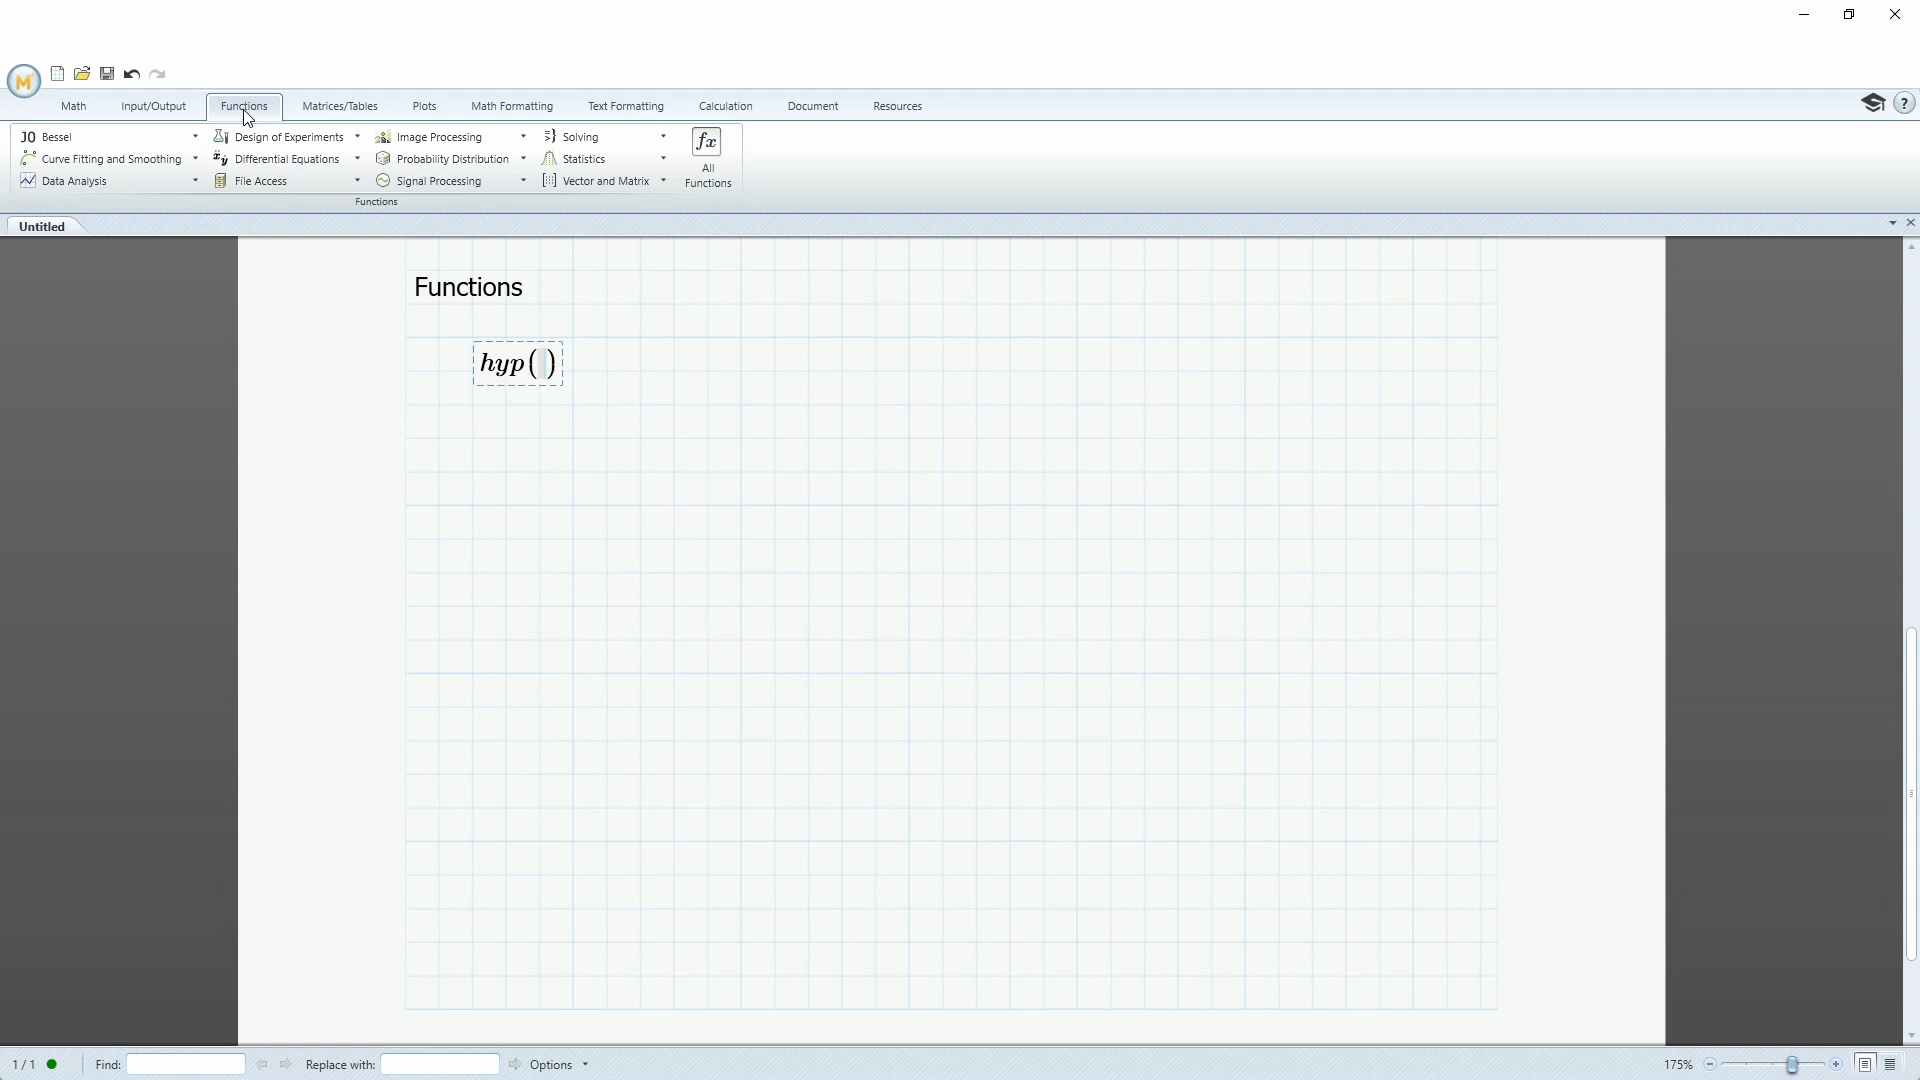 Math Input/Output Functions Matrices/Tables Plots Math Formatting Text Formatting Calculation Document Resources
Bessel Design of Experiments Image Processing Solving
Curve Fitting and Smoothing Differential Equations Probability Distribution Statistics
Data Analysis File Access Signal Processing Vector and Matrix
fx
All
Functions
Functions
Untitled
Functions
hyp( )
1 / 1 Find: Replace with: Options 175%